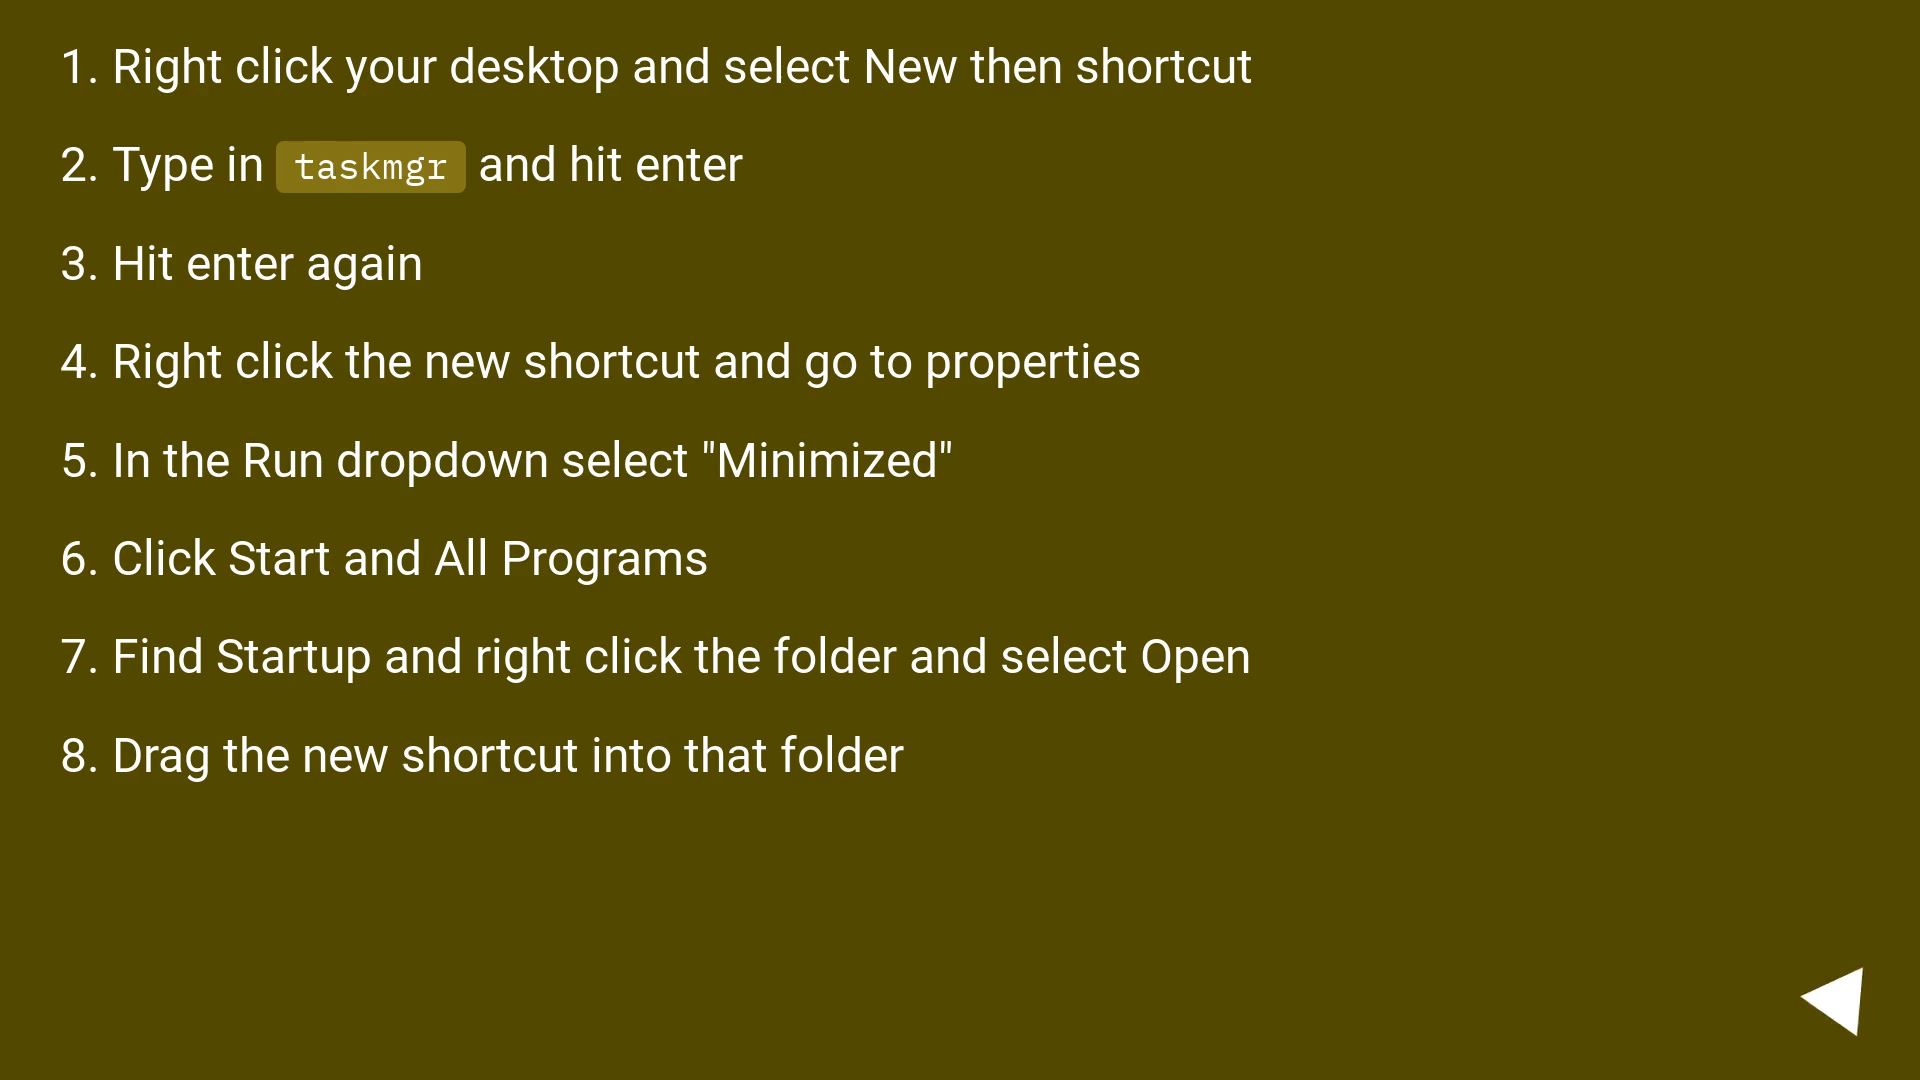 1. Right click your desktop and select New then shortcut
2. Type in taskmgr and hit enter
3. Hit enter again
4. Right click the new shortcut and go to properties
5. In the Run dropdown select "Minimized"
6. Click Start and All Programs
7. Find Startup and right click the folder and select Open
8. Drag the new shortcut into that folder